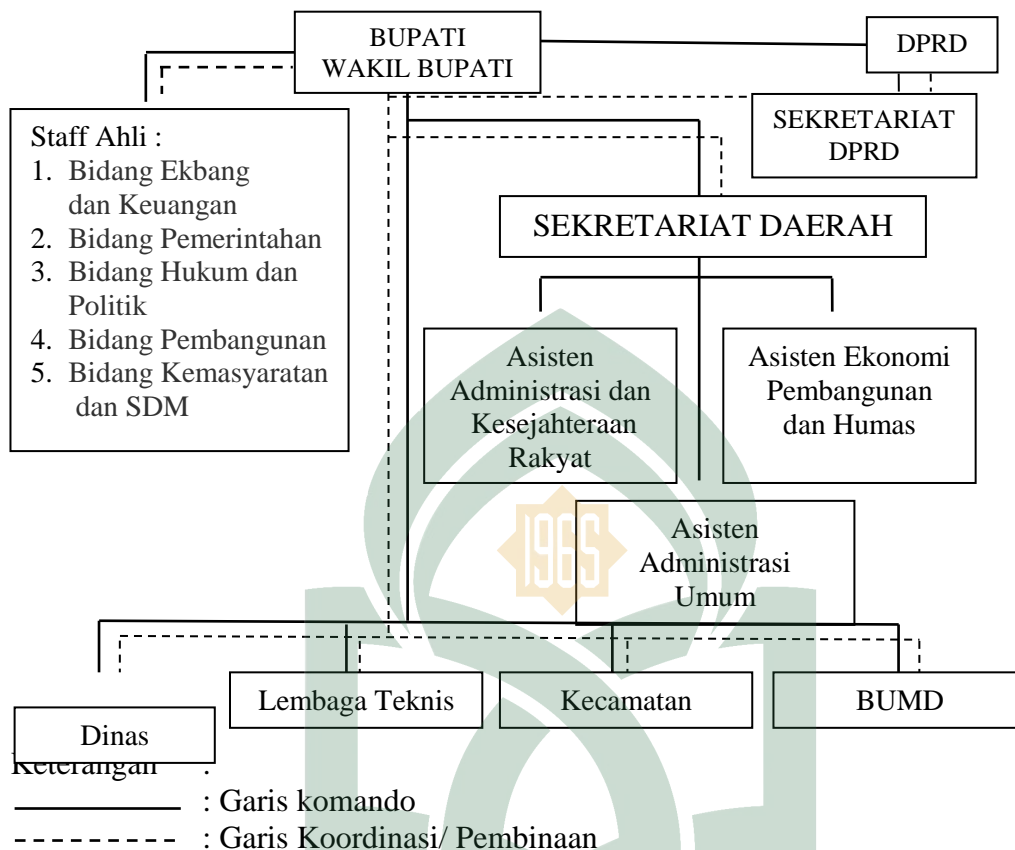 BUPATI
WAKIL BUPATI
DPRD
SEKRETARIAT
DPRD
Staff Ahli :
1. Bidang Ekbang
dan Keuangan
2. Bidang Pemerintahan
3. Bidang Hukum dan
Politik
4. Bidang Pembangunan
5. Bidang Kemasyaratan
dan SDM
SEKRETARIAT DAERAH
Asisten
Administrasi dan
Kesejahteraan
Rakyat
Asisten Ekonomi
Pembangunan
dan Humas
1965
Asisten
Administrasi
Umum
Dinas
Lembaga Teknis
Kecamatan
BUMD
Keterangan :
: Garis komando
: Garis Koordinasi/ Pembinaan